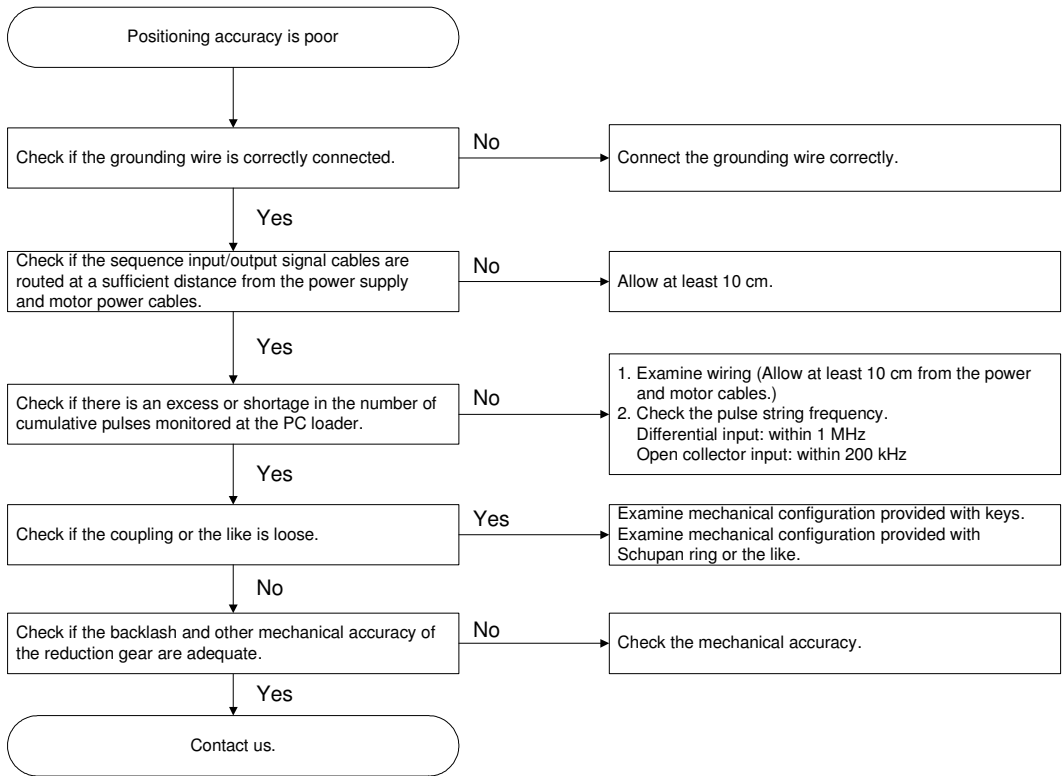 Positioning accuracy is poor
Check if the grounding wire is correctly connected.
No
Connect the grounding wire correctly.
Yes
Check if the sequence input/output signal cables are
routed at a sufficient distance from the power supply
and motor power cables.
No
Allow at least 10 cm.
Yes
Check if there is an excess or shortage in the number of
cumulative pulses monitored at the PC loader.
No
1. Examine wiring (Allow at least 10 cm from the power
and motor cables.)
2. Check the pulse string frequency.
Differential input: within 1 MHz
Open collector input: within 200 kHz
Yes
Check if the coupling or the like is loose.
Yes
Examine mechanical configuration provided with keys.
Examine mechanical configuration provided with
Schupan ring or the like.
No
Check if the backlash and other mechanical accuracy of
the reduction gear are adequate.
No
Check the mechanical accuracy.
Yes
Contact us.